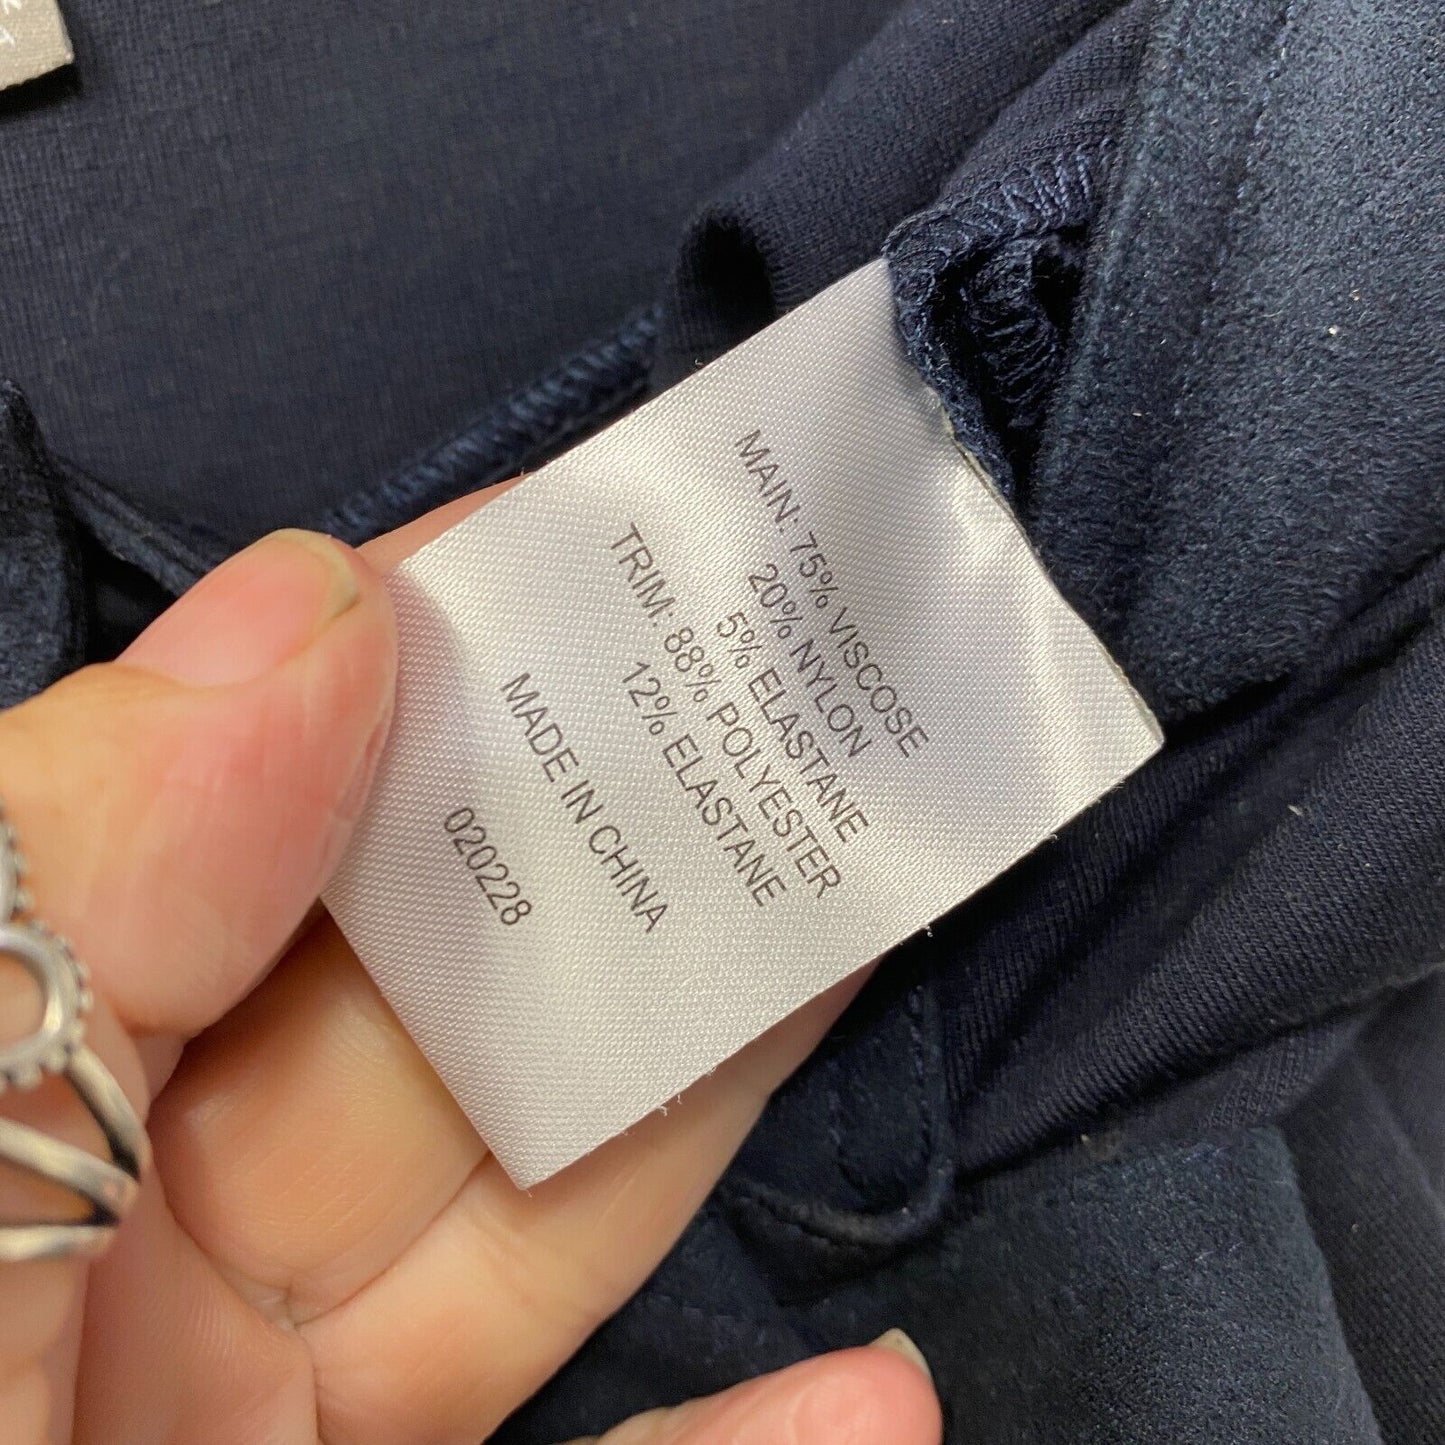 MAIN: 75% VISCOSE
20% NYLON
5% ELASTANE
TRIM: 88% POLYESTER
12% ELASTANE
MADE IN CHINA
020228